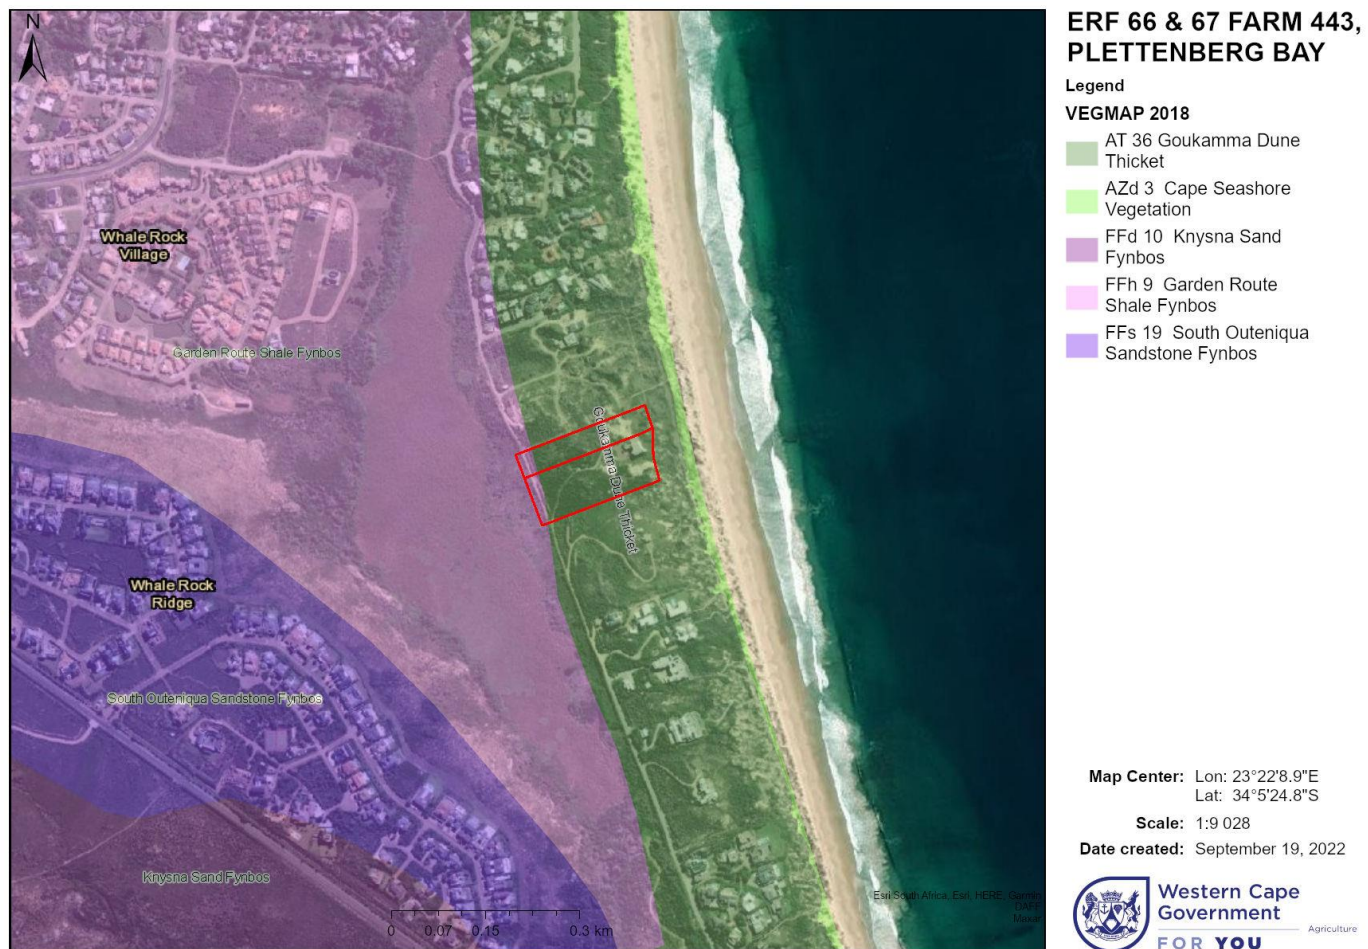 N
Whale Rock
Village
Garden Route Shale Fynbos
Goukamma Dune Thicket
Whale Rock
Ridge
South Outeniqua Sandstone Fynbos
Knysna Sand Fynbos
0 0.07 0.15 0.3 km
Esri South Africa, Esri, HERE, Garmin
DAFF
Maxar
ERF 66 & 67 FARM 443,
PLETTENBERG BAY
Legend
VEGMAP 2018
AT 36 Goukamma Dune
Thicket
AZd 3 Cape Seashore
Vegetation
FFd 10 Knysna Sand
Fynbos
FFh 9 Garden Route
Shale Fynbos
FFs 19 South Outeniqua
Sandstone Fynbos
Map Center: Lon: 23°22'8.9"E
Lat: 34°5'24.8"S
Scale: 1:9 028
Date created: September 19, 2022
Western Cape
Government
Agriculture
FOR YOU